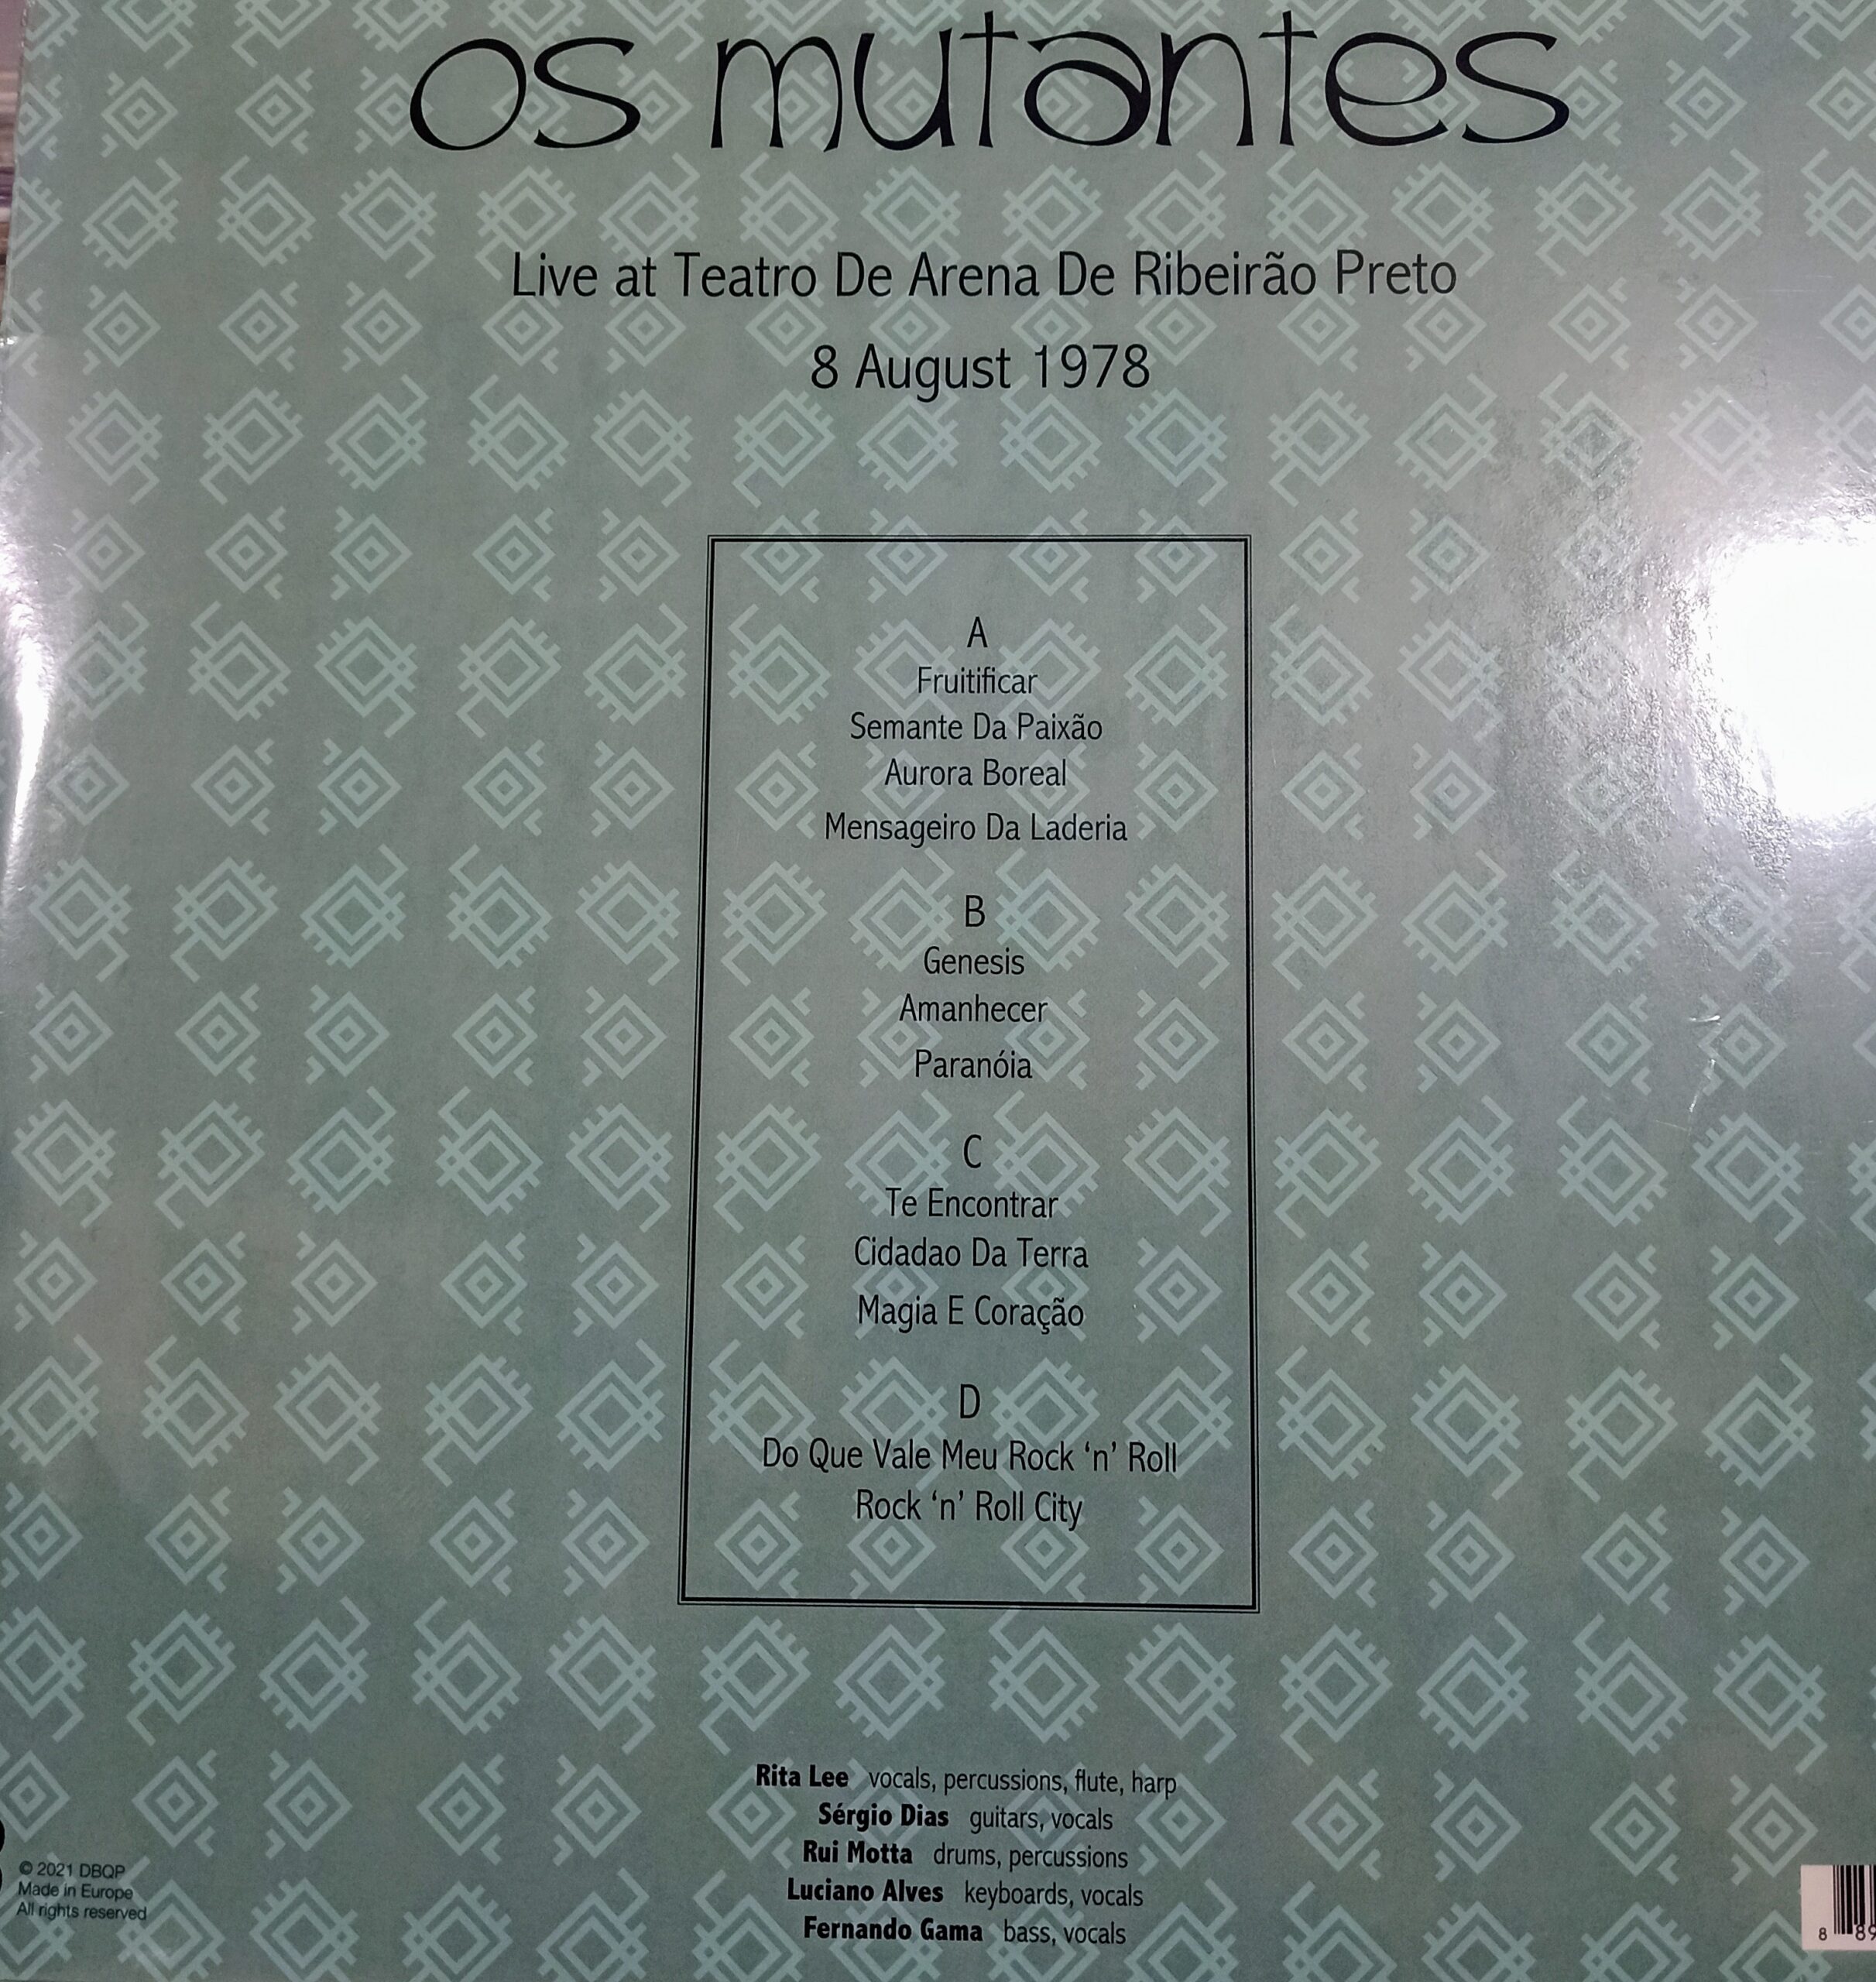 os mutantes
Live at Teatro De Arena De Ribeirão Preto
8 August 1978
A
Fruitificar
Semante Da Paixão
Aurora Boreal
Mensageiro Da Laderia
B
Genesis
Amanhecer
Paranóia
C
Te Encontrar
Cidadao Da Terra
Magia E Coração
D
Do Que Vale Meu Rock ‘n’ Roll
Rock ‘n’ Roll City
Rita Lee vocals, percussions, flute, harp
Sérgio Dias guitars, vocals
Rui Motta drums, percussions
Luciano Alves keyboards, vocals
Fernando Gama bass, vocals
© 2021 DBQP
Made in Europe
All rights reserved
8 89